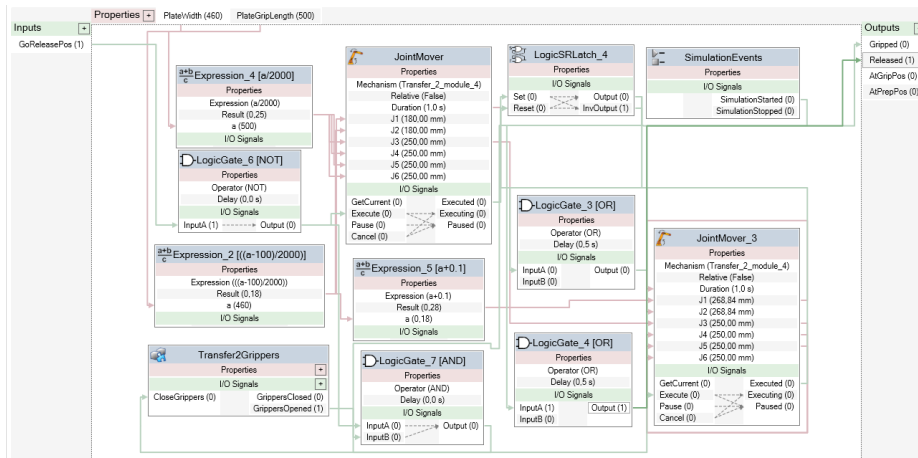 Properties + PlateWidth (460) PlateGripLength (500)
Inputs +
GoReleasePos (1)
Outputs
Gripped (0)
Released (1)
AtGripPos (0)
AtPrepPos (0)
a+b/c Expression_4 [a/2000]
Properties
Expression (a/2000)
Result (0,25)
a (500)
I/O Signals
LogicGate_6 [NOT]
Properties
Operator (NOT)
Delay (0,0 s)
I/O Signals
InputA (1) Output (0)
a+b/c Expression_2 [((a-100)/2000)]
Properties
Expression (((a-100)/2000))
Result (0,18)
a (460)
I/O Signals
Transfer2Grippers
Properties +
I/O Signals +
CloseGrippers (0) GrippersClosed (0)
GrippersOpened (1)
JointMover
Properties
Mechanism (Transfer_2_module_4)
Relative (False)
Duration (1,0 s)
J1 (180,00 mm)
J2 (180,00 mm)
J3 (250,00 mm)
J4 (250,00 mm)
J5 (250,00 mm)
J6 (250,00 mm)
I/O Signals
GetCurrent (0) Executed (0)
Execute (0) Executing (0)
Pause (0) Paused (0)
Cancel (0)
a+b/c Expression_5 [a+0.1]
Properties
Expression (a+0.1)
Result (0,28)
a (0,18)
I/O Signals
LogicGate_7 [AND]
Properties
Operator (AND)
Delay (0,0 s)
I/O Signals
InputA (0) Output (0)
InputB (0)
LogicSRLatch_4
Properties
I/O Signals
Set (0) Output (0)
Reset (0) InvOutput (1)
LogicGate_3 [OR]
Properties
Operator (OR)
Delay (0,5 s)
I/O Signals
InputA (0) Output (0)
InputB (0)
LogicGate_4 [OR]
Properties
Operator (OR)
Delay (0,5 s)
I/O Signals
InputA (1) Output (1)
InputB (0)
SimulationEvents
Properties
I/O Signals
SimulationStarted (0)
SimulationStopped (0)
JointMover_3
Properties
Mechanism (Transfer_2_module_4)
Relative (False)
Duration (1,0 s)
J1 (268,84 mm)
J2 (268,84 mm)
J3 (250,00 mm)
J4 (250,00 mm)
J5 (250,00 mm)
J6 (250,00 mm)
I/O Signals
GetCurrent (0) Executed (0)
Execute (0) Executing (0)
Pause (0) Paused (0)
Cancel (0)